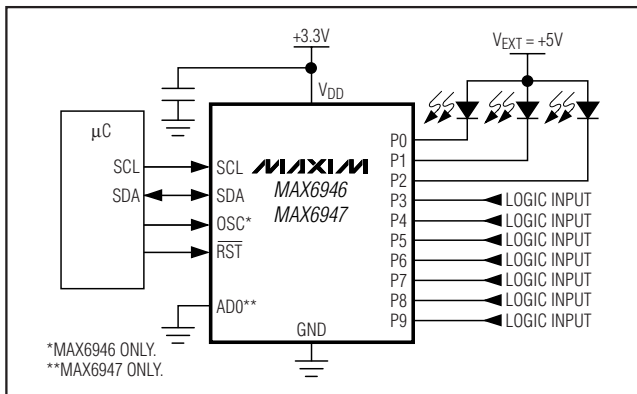 +3.3V
VEXT = +5V
VDD
µC
SCL
SDA
SCL
SDA
OSC*
RST
AD0**
MAXIM
MAX6946
MAX6947
GND
P0
P1
P2
P3
P4
P5
P6
P7
P8
P9
LOGIC INPUT
LOGIC INPUT
LOGIC INPUT
LOGIC INPUT
LOGIC INPUT
LOGIC INPUT
LOGIC INPUT
*MAX6946 ONLY.
**MAX6947 ONLY.